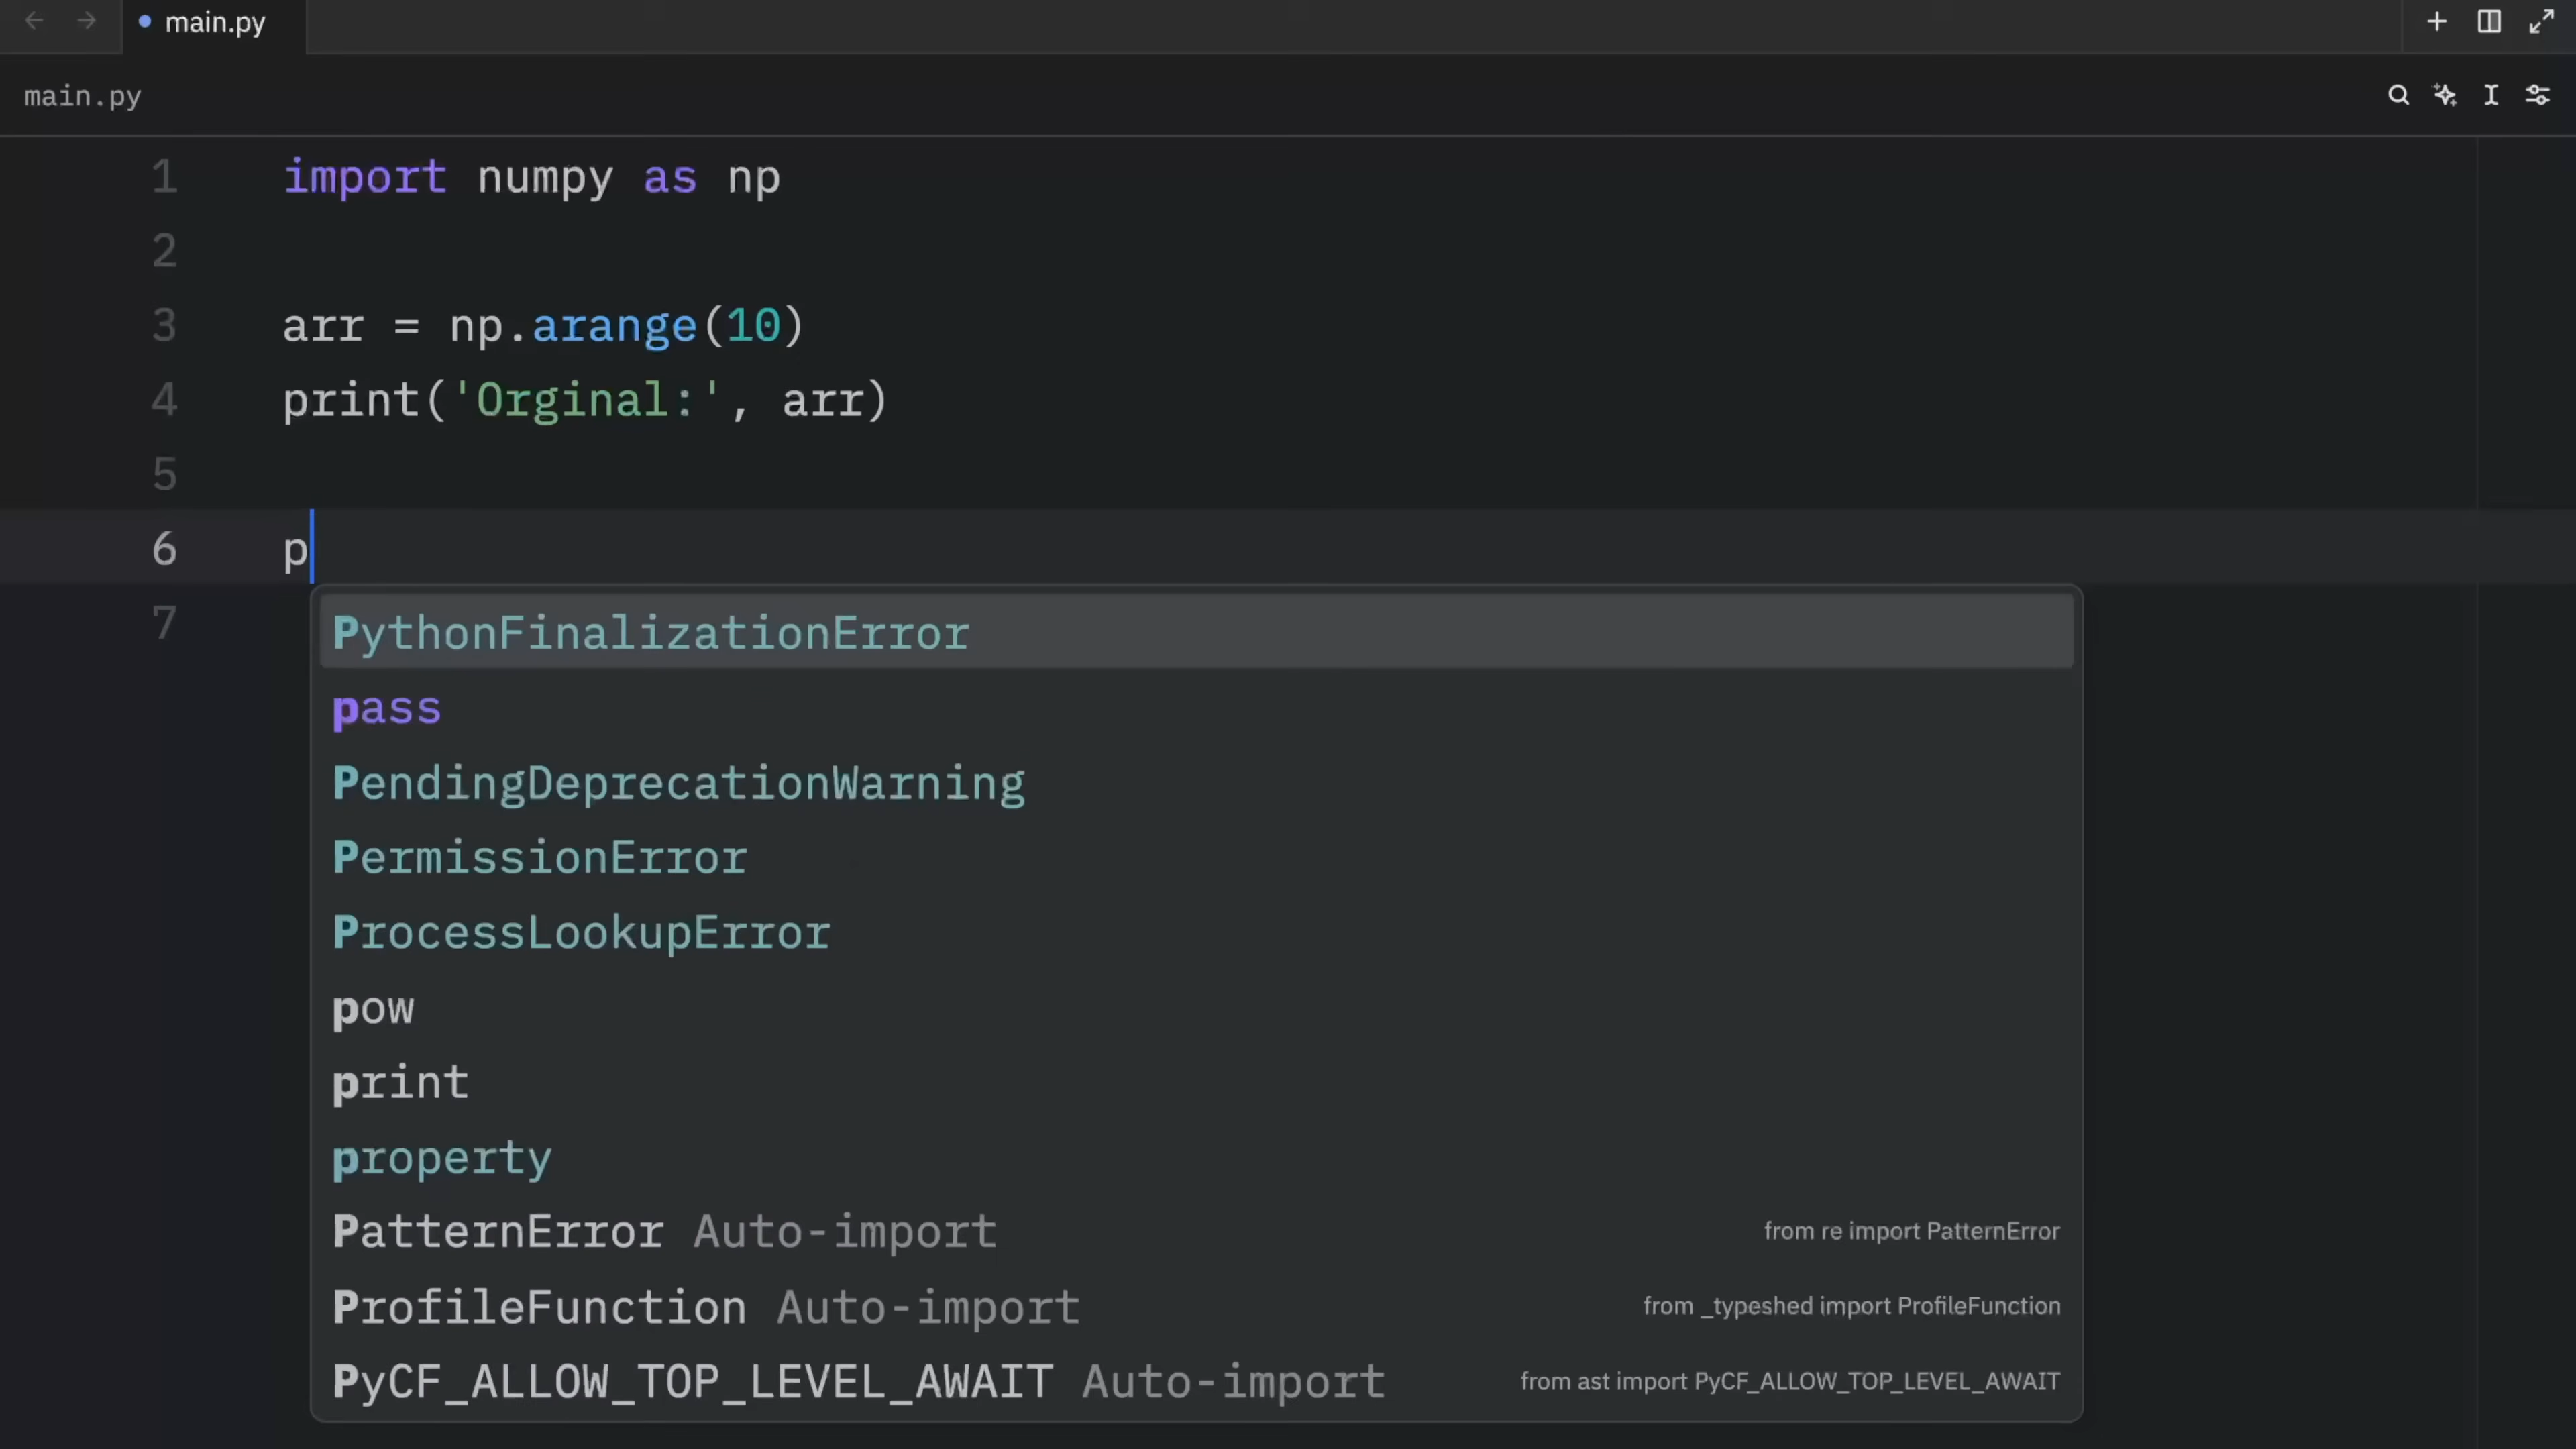 main.py
main.py
1 import numpy as np
2
3 arr = np.arange(10)
4 print('Orginal:', arr)
5
6 p
7
PythonFinalizationError
pass
PendingDeprecationWarning
PermissionError
ProcessLookupError
pow
print
property
PatternError Auto-import from re import PatternError
ProfileFunction Auto-import from _typeshed import ProfileFunction
PyCF_ALLOW_TOP_LEVEL_AWAIT Auto-import from ast import PyCF_ALLOW_TOP_LEVEL_AWAIT